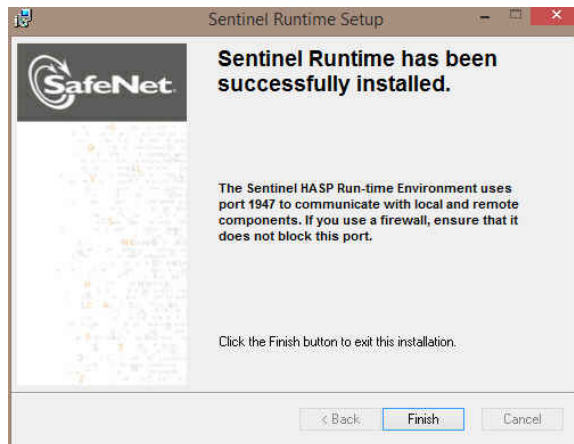 Sentinel Runtime Setup
SafeNet.
Sentinel Runtime has been
successfully installed.
The Sentinel HASP Run-time Environment uses
port 1947 to communicate with local and remote
components. If you use a firewall, ensure that it
does not block this port.
Click the Finish button to exit this installation.
< Back
Finish
Cancel